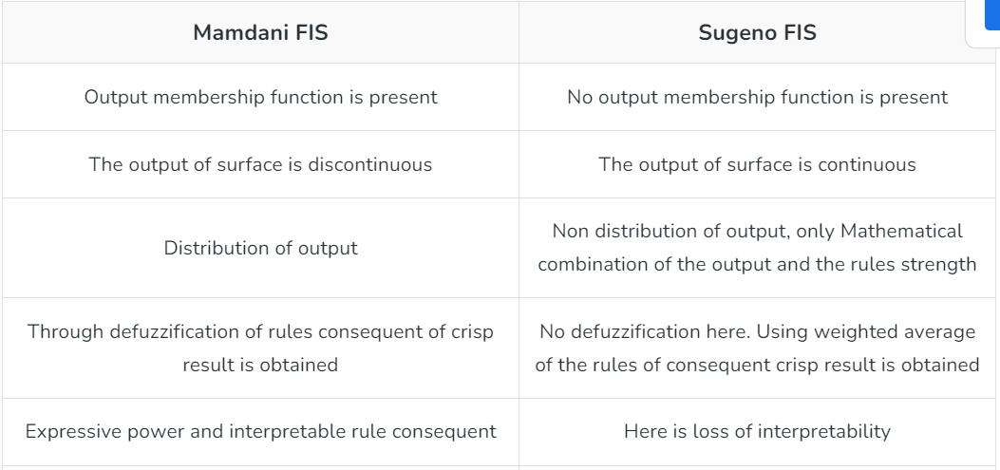 Mamdani FIS
Sugeno FIS
Output membership function is present
No output membership function is present
The output of surface is discontinuous
The output of surface is continuous
Distribution of output
Non distribution of output, only Mathematical
combination of the output and the rules strength
Through defuzzification of rules consequent of crisp
result is obtained
No defuzzification here. Using weighted average
of the rules of consequent crisp result is obtained
Expressive power and interpretable rule consequent
Here is loss of interpretability